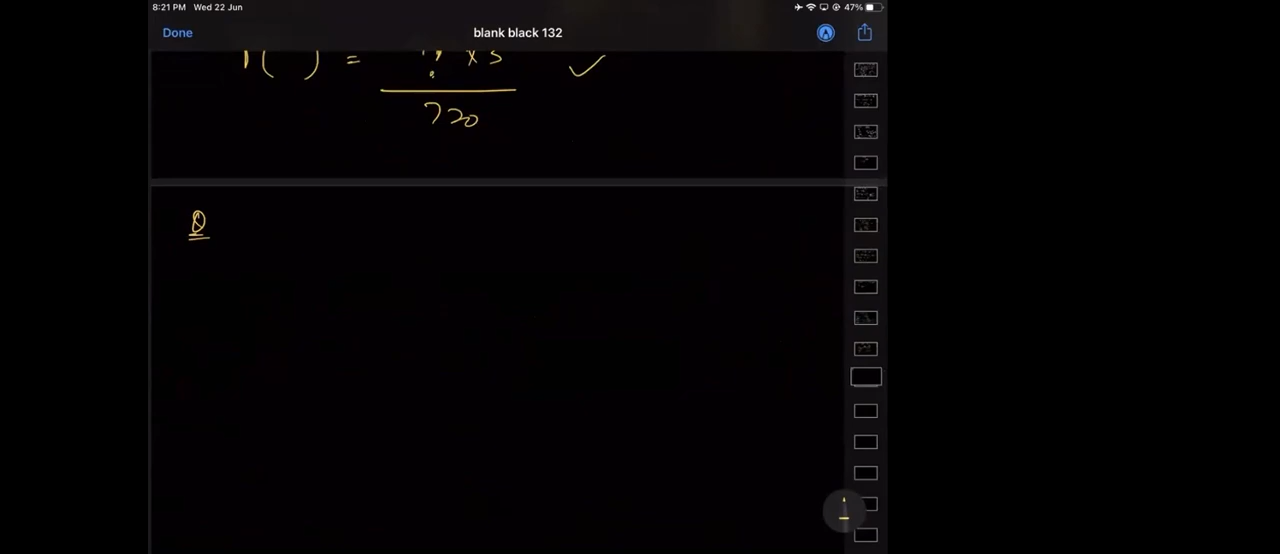 8:21 PM Wed 22 Jun
47%
Done
blank black 132
( ) =
720
Q